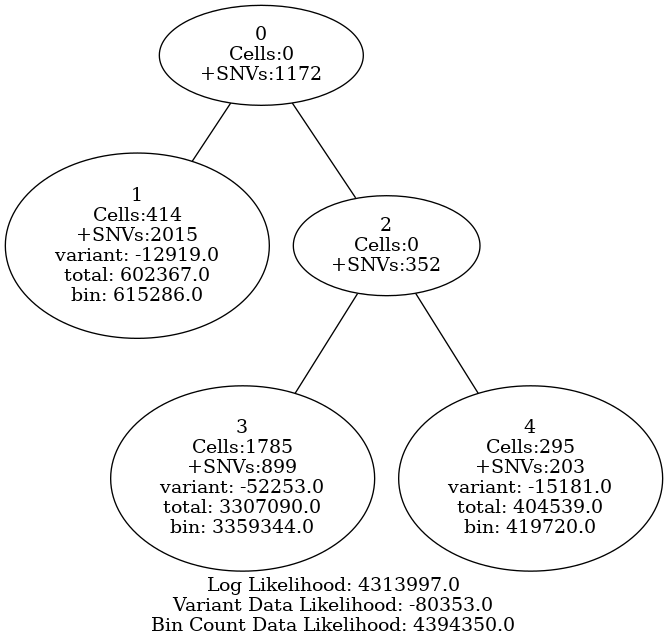 0
Cells:0
+SNVs:1172
1
Cells:414
+SNVs:2015
variant: -12919.0
total: 602367.0
bin: 615286.0
2
Cells:0
+SNVs:352
3
Cells:1785
+SNVs:899
variant: -52253.0
total: 3307090.0
bin: 3359344.0
4
Cells:295
+SNVs:203
variant: -15181.0
total: 404539.0
bin: 419720.0
Log Likelihood: 4313997.0
Variant Data Likelihood: -80353.0
Bin Count Data Likelihood: 4394350.0